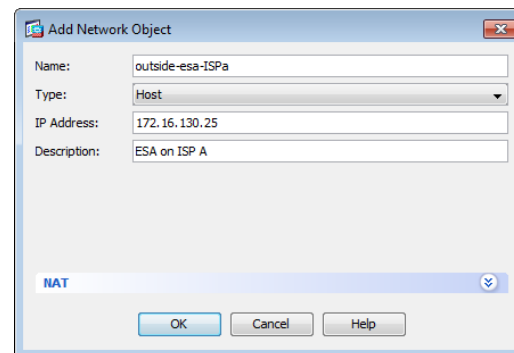 Add Network Object
Name: outside-esa-ISPa
Type: Host
IP Address: 172.16.130.25
Description: ESA on ISP A
NAT
OK Cancel Help